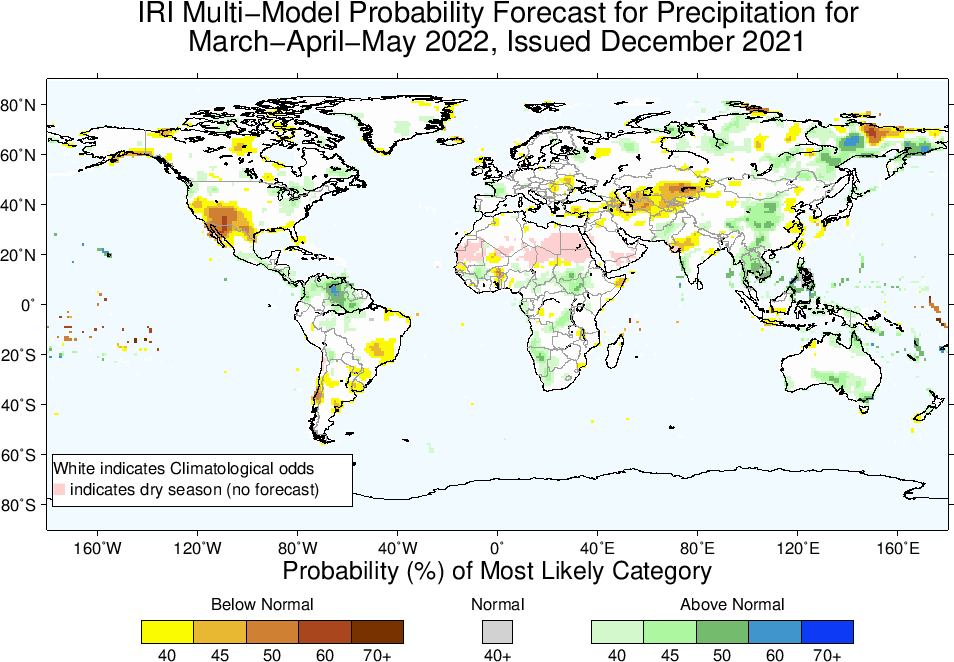 IRI Multi−Model Probability Forecast for Precipitation for
March−April−May 2022, Issued December 2021
80˚N
60˚N
40˚N
20˚N
0˚
20˚S
40˚S
60˚S
80˚S
White indicates Climatological odds
indicates dry season (no forecast)
160˚W 120˚W 80˚W 40˚W 0˚ 40˚E 80˚E 120˚E 160˚E
Probability (%) of Most Likely Category
Below Normal Normal Above Normal
40 45 50 60 70+ 40+ 40 45 50 60 70+